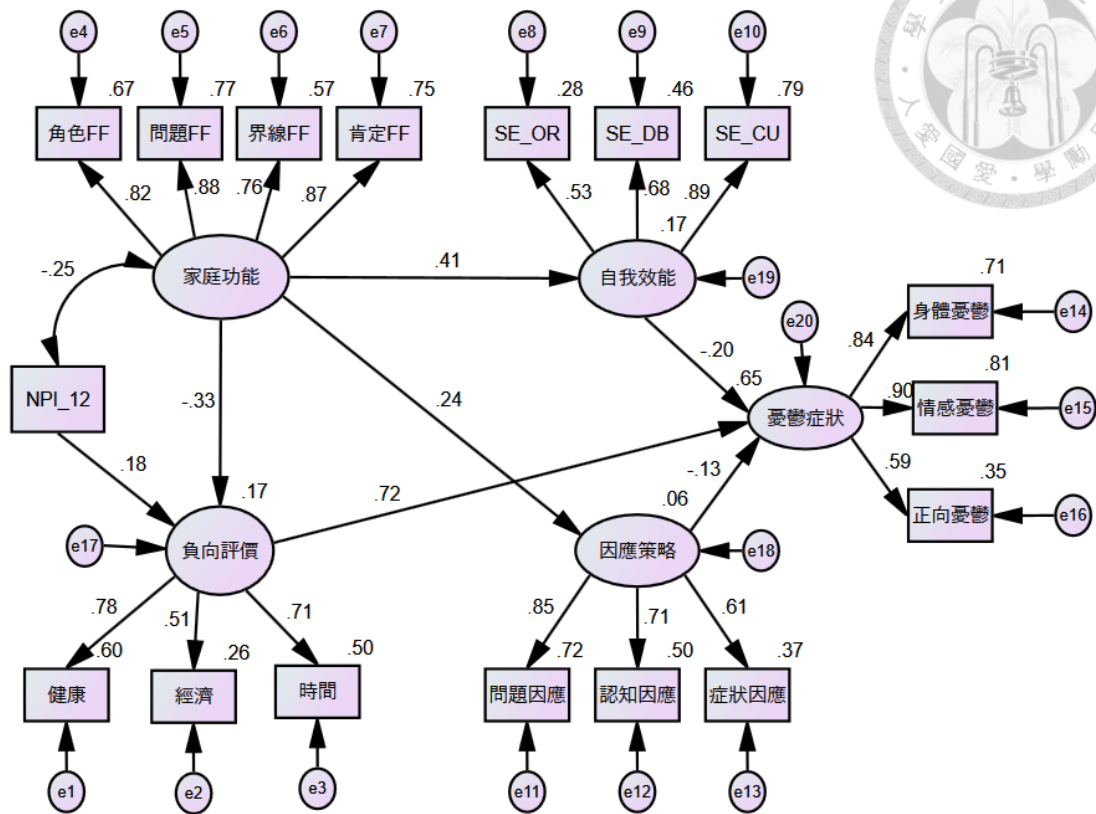 e4 e5 e6 e7 e8 e9 e10
.67 .77 .57 .75 .28 .46 .79
角色FF 問題FF 界線FF 肯定FF SE_OR SE_DB SE_CU
.82 .88 .76 .87 .53 .68 .89
.17
-.25 家庭功能 .41 自我效能 e19
.71
身體憂鬱 e14
e20
.84
-.20
.81
.65
NPI_12 -.33 .24 憂鬱症狀 .90 情感憂鬱 e15
.18 .72 -.13 .59 .35
.17 .06
正向憂鬱 e16
e17 負向評價 因應策略 e18
.78 .51 .71 .85 .71 .61
.60 .26 .50 .72 .50 .37
健康 經濟 時間 問題因應 認知因應 症狀因應
e1 e2 e3 e11 e12 e13
學
人愛國愛·學勵